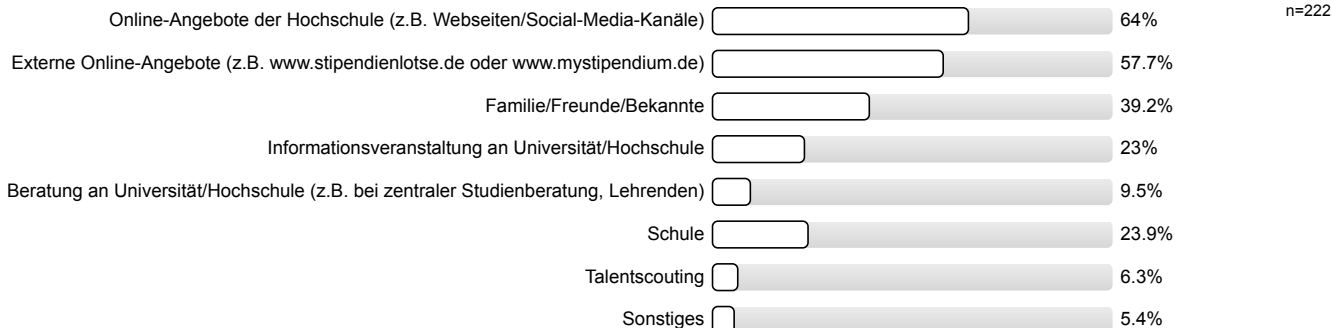 Online-Angebote der Hochschule (z.B. Webseiten/Social-Media-Kanäle) 64% n=222
Externe Online-Angebote (z.B. www.stipendienlotse.de oder www.mystipendium.de) 57.7%
Familie/Freunde/Bekannte 39.2%
Informationsveranstaltung an Universität/Hochschule 23%
Beratung an Universität/Hochschule (z.B. bei zentraler Studienberatung, Lehrenden) 9.5%
Schule 23.9%
Talentscouting 6.3%
Sonstiges 5.4%